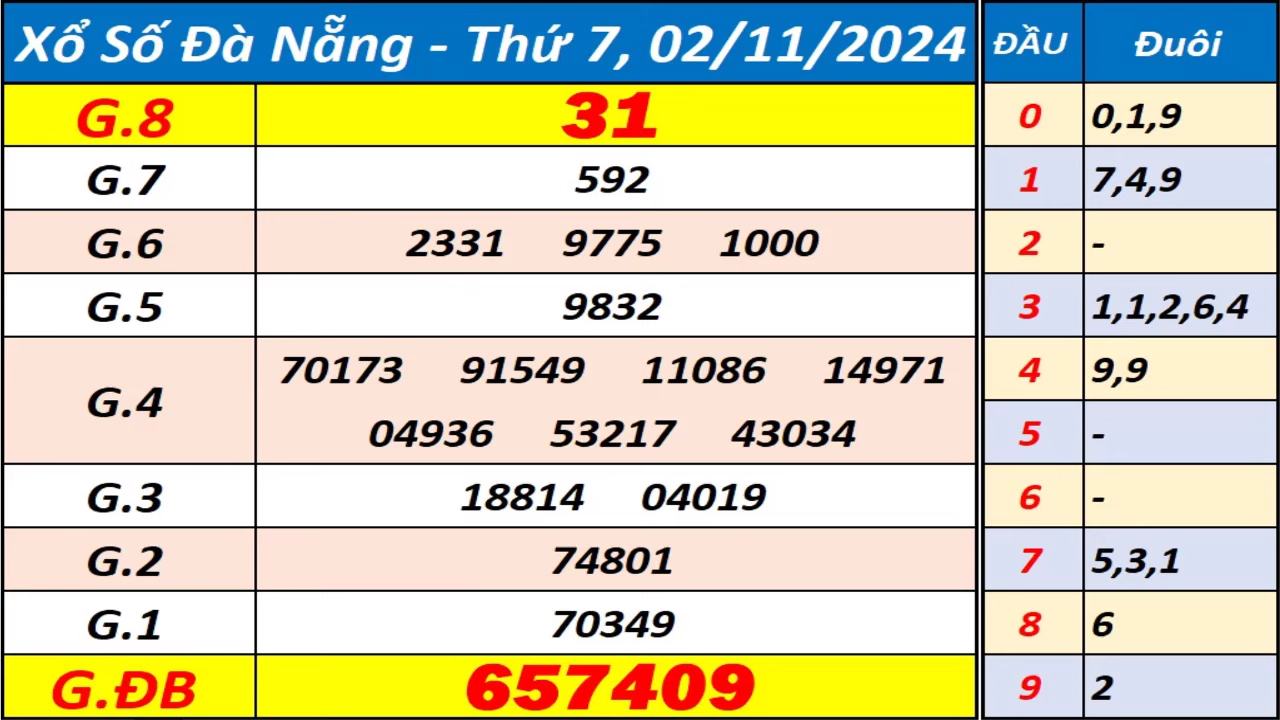 Xổ Số Đà Nẵng - Thứ 7, 02/11/2024
G.8 31
G.7 592
G.6 2331 9775 1000
G.5 9832
G.4 70173 91549 11086 14971
04936 53217 43034
G.3 18814 04019
G.2 74801
G.1 70349
G.ĐB 657409
ĐẦU Đuôi
0 0,1,9
1 7,4,9
2 -
3 1,1,2,6,4
4 9,9
5 -
6 -
7 5,3,1
8 6
9 2